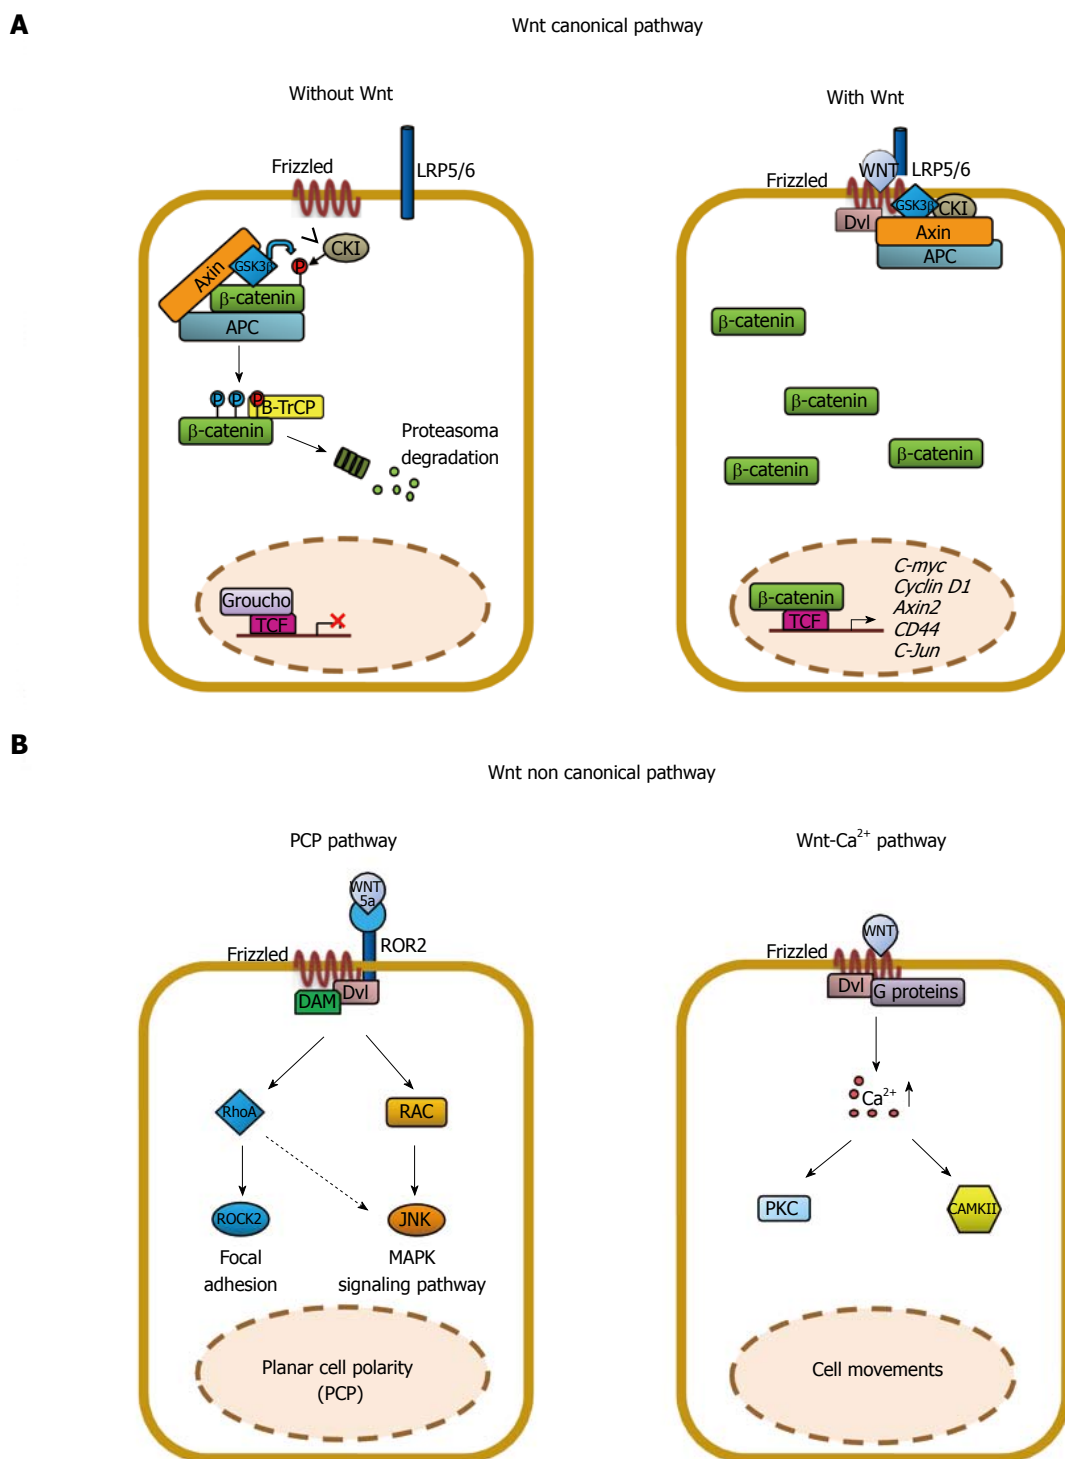 A
Wnt canonical pathway
Without Wnt
Frizzled
LRP5/6
CKI
Axin
GSK3β
P
β-catenin
APC
P
P
P
B-TrCP
β-catenin
Proteasoma
degradation
Groucho
TCF
With Wnt
WNT
LRP5/6
Frizzled
GSK3β
CKI
Dvl
Axin
APC
β-catenin
β-catenin
β-catenin
β-catenin
β-catenin
TCF
C-myc
Cyclin D1
Axin2
CD44
C-Jun
B
Wnt non canonical pathway
PCP pathway
WNT
5a
ROR2
Frizzled
Dvl
DAM
RhoA
RAC
ROCK2
JNK
Focal
adhesion
MAPK
signaling pathway
Planar cell polarity
(PCP)
Wnt-Ca²⁺ pathway
WNT
Frizzled
Dvl
G proteins
Ca²⁺
PKC
CAMKII
Cell movements